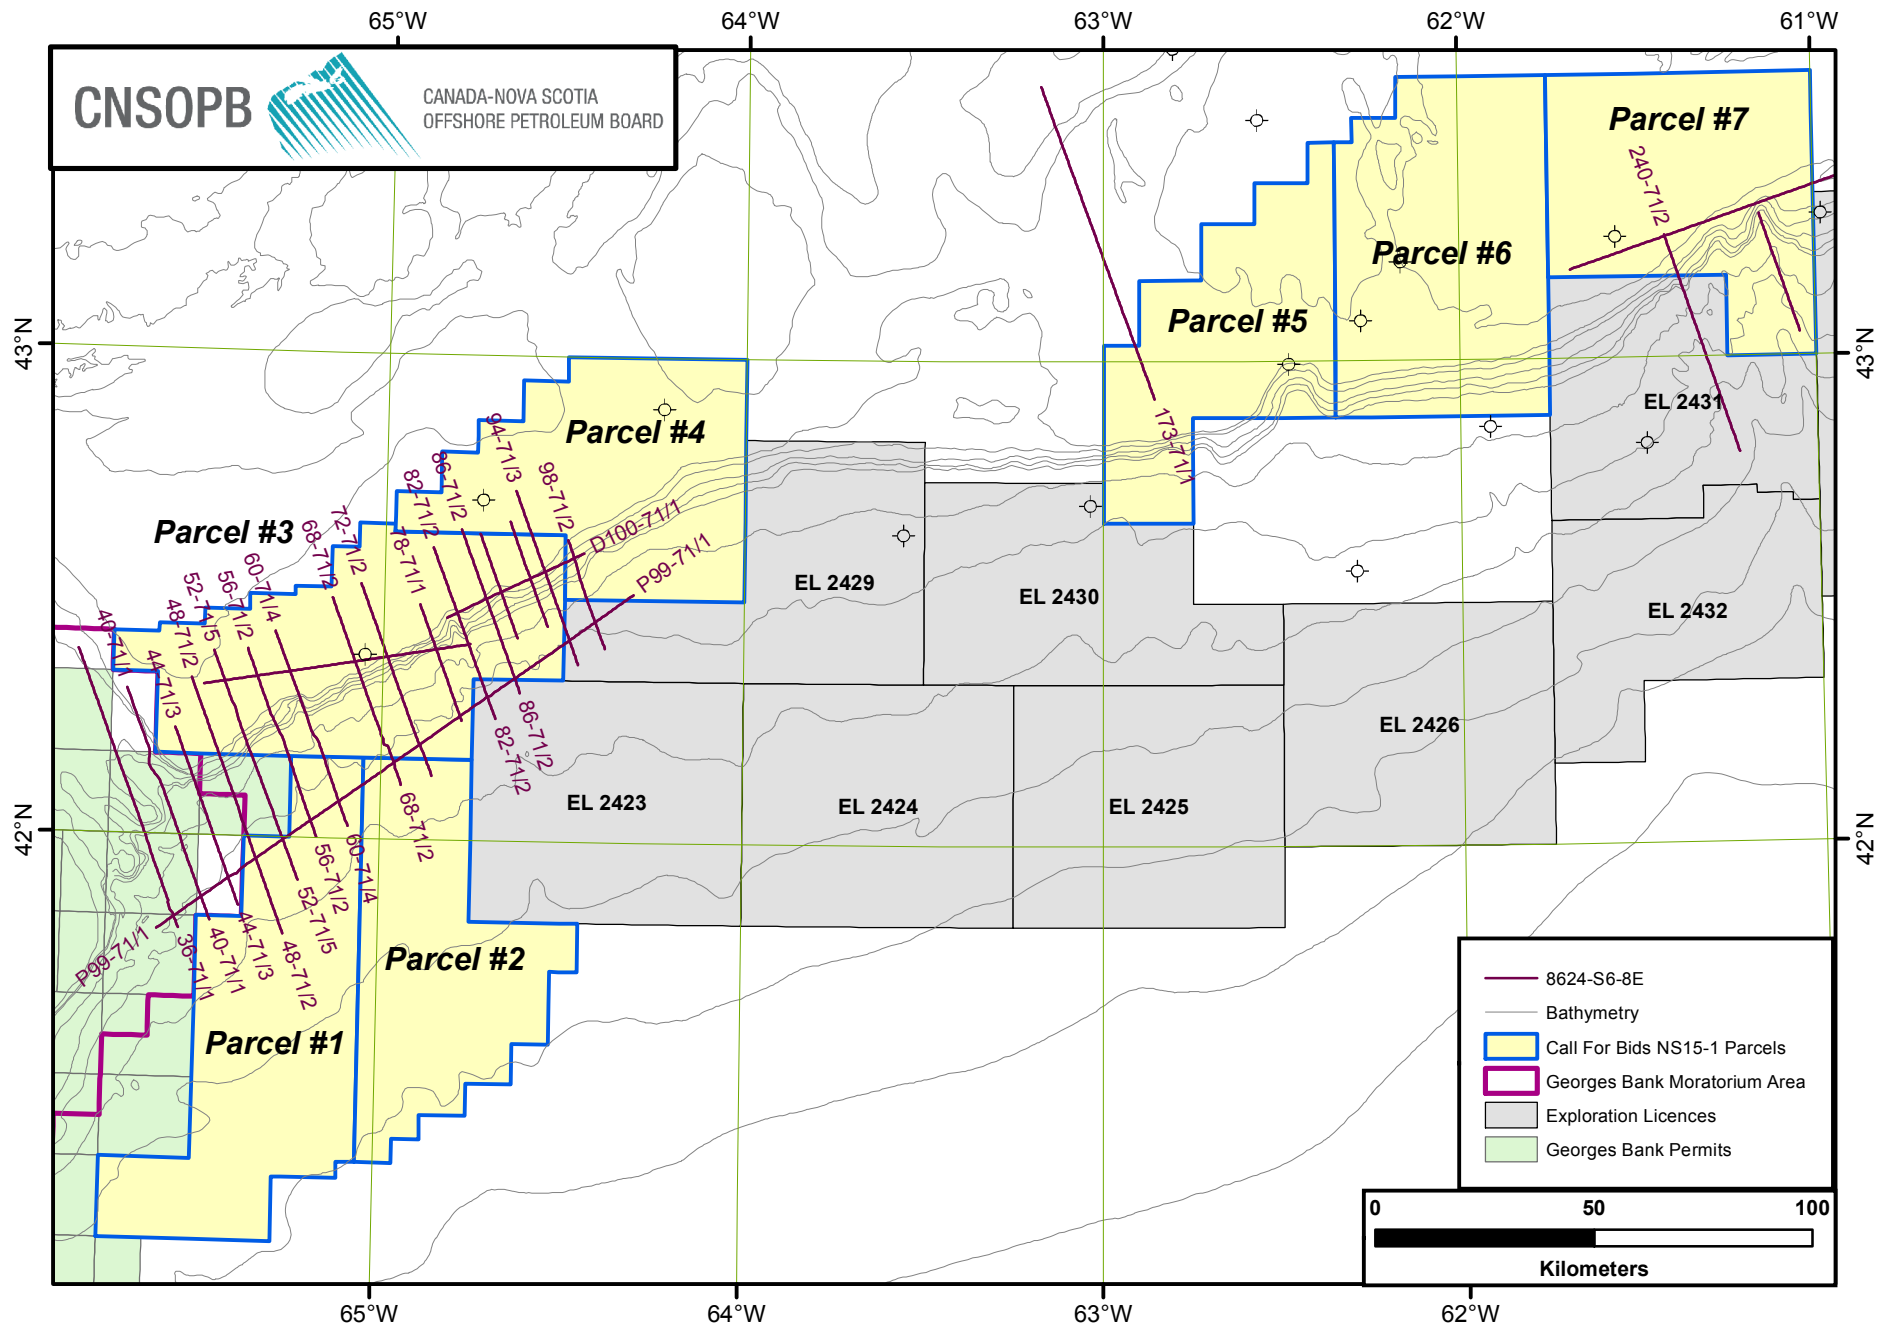 65°W
64°W
63°W
62°W
61°W
CNSOPB
CANADA-NOVA SCOTIA
OFFSHORE PETROLEUM BOARD
Parcel #7
240-71/2
Parcel #6
Parcel #5
43°N
43°N
EL 2431
173-71/1
Parcel #4
94-71/3
86-71/2
98-71/2
82-71/2
D100-71/1
P99-71/1
Parcel #3
72-71/2
68-71/2
78-71/1
60-71/4
56-71/2
52-71/5
48-71/2
44-71/3
40-71/1
EL 2429
EL 2430
EL 2432
EL 2426
86-71/2
82-71/2
68-71/2
EL 2423
EL 2424
EL 2425
42°N
42°N
60-71/4
56-71/2
52-71/5
48-71/2
44-71/3
40-71/1
36-71/1
P99-71/1
Parcel #2
Parcel #1
8624-S6-8E
Bathymetry
Call For Bids NS15-1 Parcels
Georges Bank Moratorium Area
Exploration Licences
Georges Bank Permits
0 50 100
Kilometers
65°W
64°W
63°W
62°W